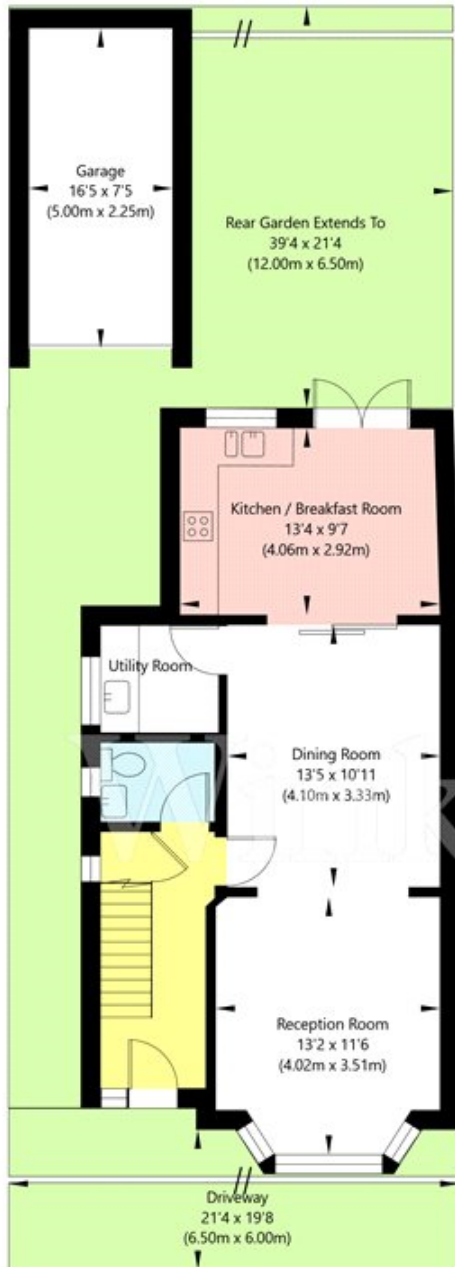 Garage
16'5 x 7'5
(5.00m x 2.25m)
Rear Garden Extends To
39'4 x 21'4
(12.00m x 6.50m)
Kitchen / Breakfast Room
13'4 x 9'7
(4.06m x 2.92m)
Utility Room
Dining Room
13'5 x 10'11
(4.10m x 3.33m)
Reception Room
13'2 x 11'6
(4.02m x 3.51m)
Driveway
21'4 x 19'8
(6.50m x 6.00m)